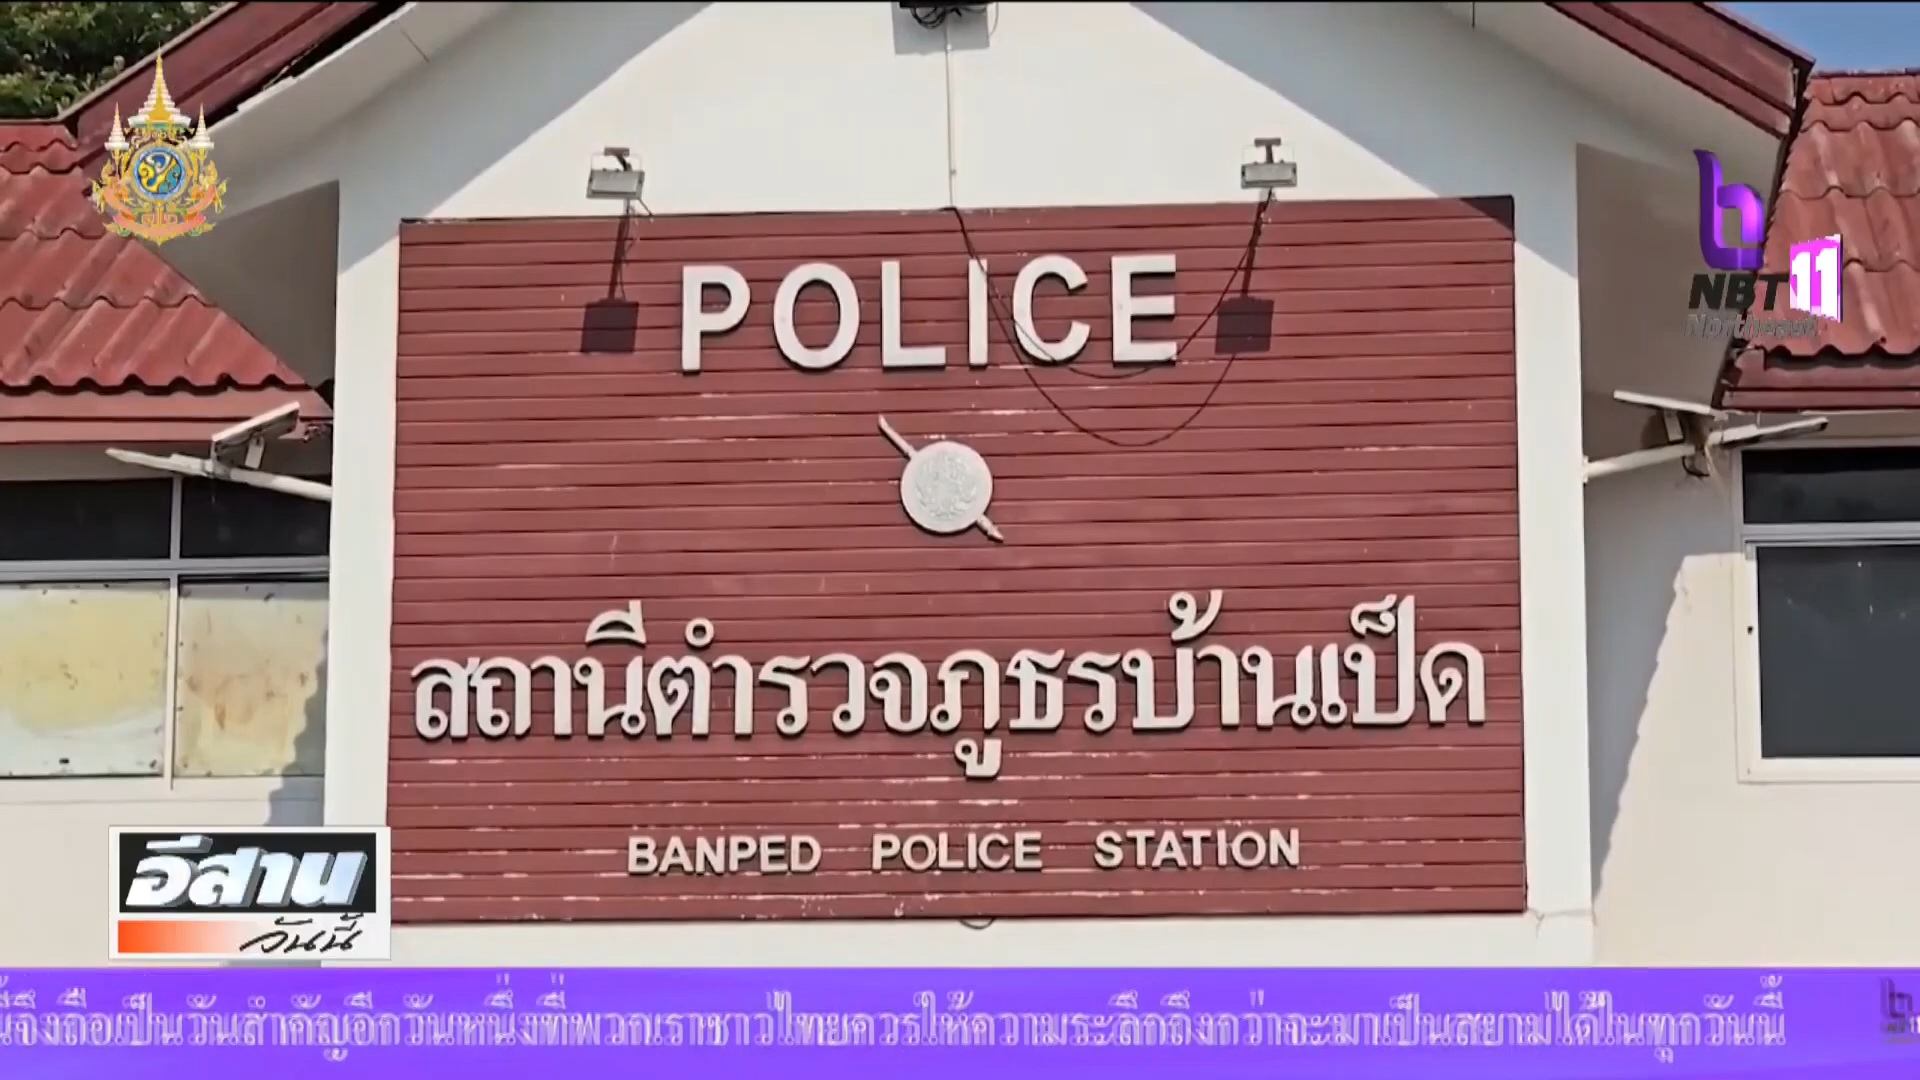 NBT 11
Northeast
POLICE
สถานีตำรวจภูธรบ้านเป็ด
BANPED POLICE STATION
อีสาน
วันนี้
จึงถือเป็นวันสำคัญอีกวันหนึ่งที่พวกเราชาวไทยควรให้ความระลึกถึงกว่าจะมาเป็นสยามได้ในทุกวันนี้